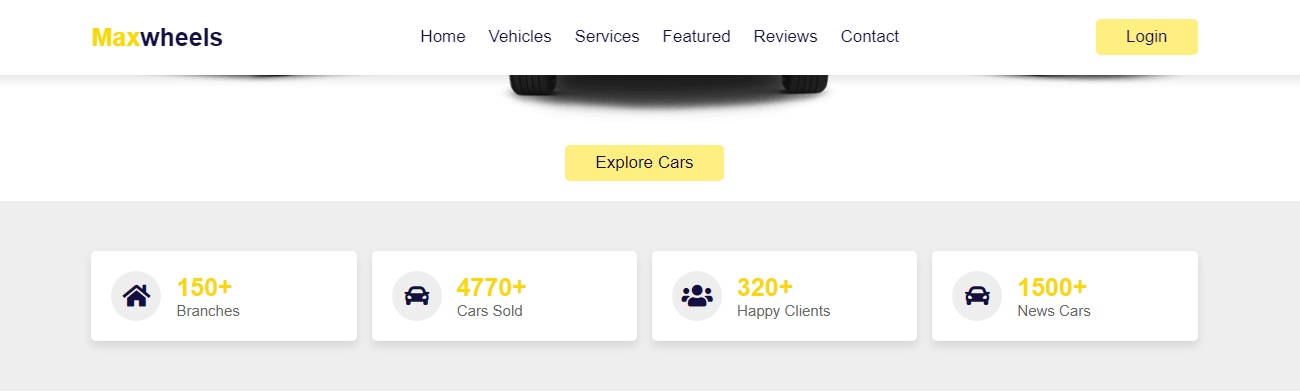 Maxwheels
Home Vehicles Services Featured Reviews Contact
Login
Explore Cars
150+
Branches
4770+
Cars Sold
320+
Happy Clients
1500+
News Cars